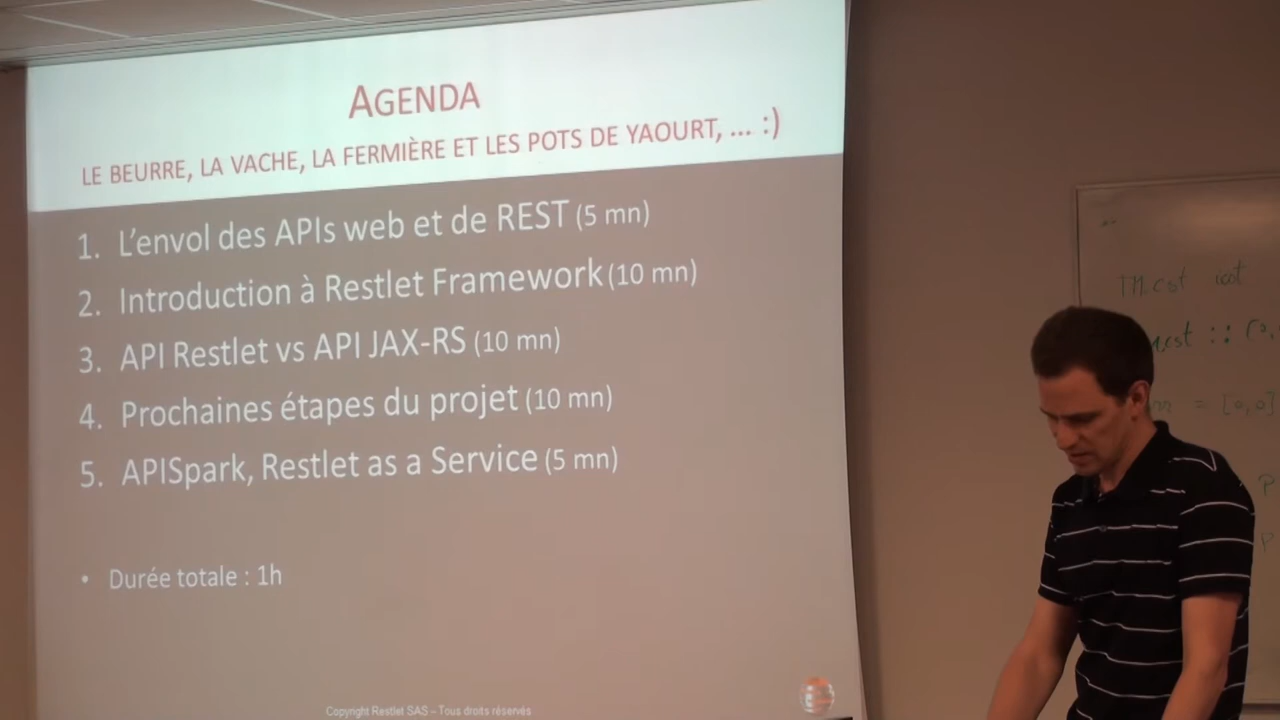 AGENDA
LE BEURRE, LA VACHE, LA FERMIÈRE ET LES POTS DE YAOURT, ... :)
1. L'envol des APIs web et de REST (5 mn)
2. Introduction à Restlet Framework (10 mn)
3. API Restlet vs API JAX-RS (10 mn)
4. Prochaines étapes du projet (10 mn)
5. APISpark, Restlet as a Service (5 mn)
• Durée totale : 1h
Copyright Restlet SAS – Tous droits réservés